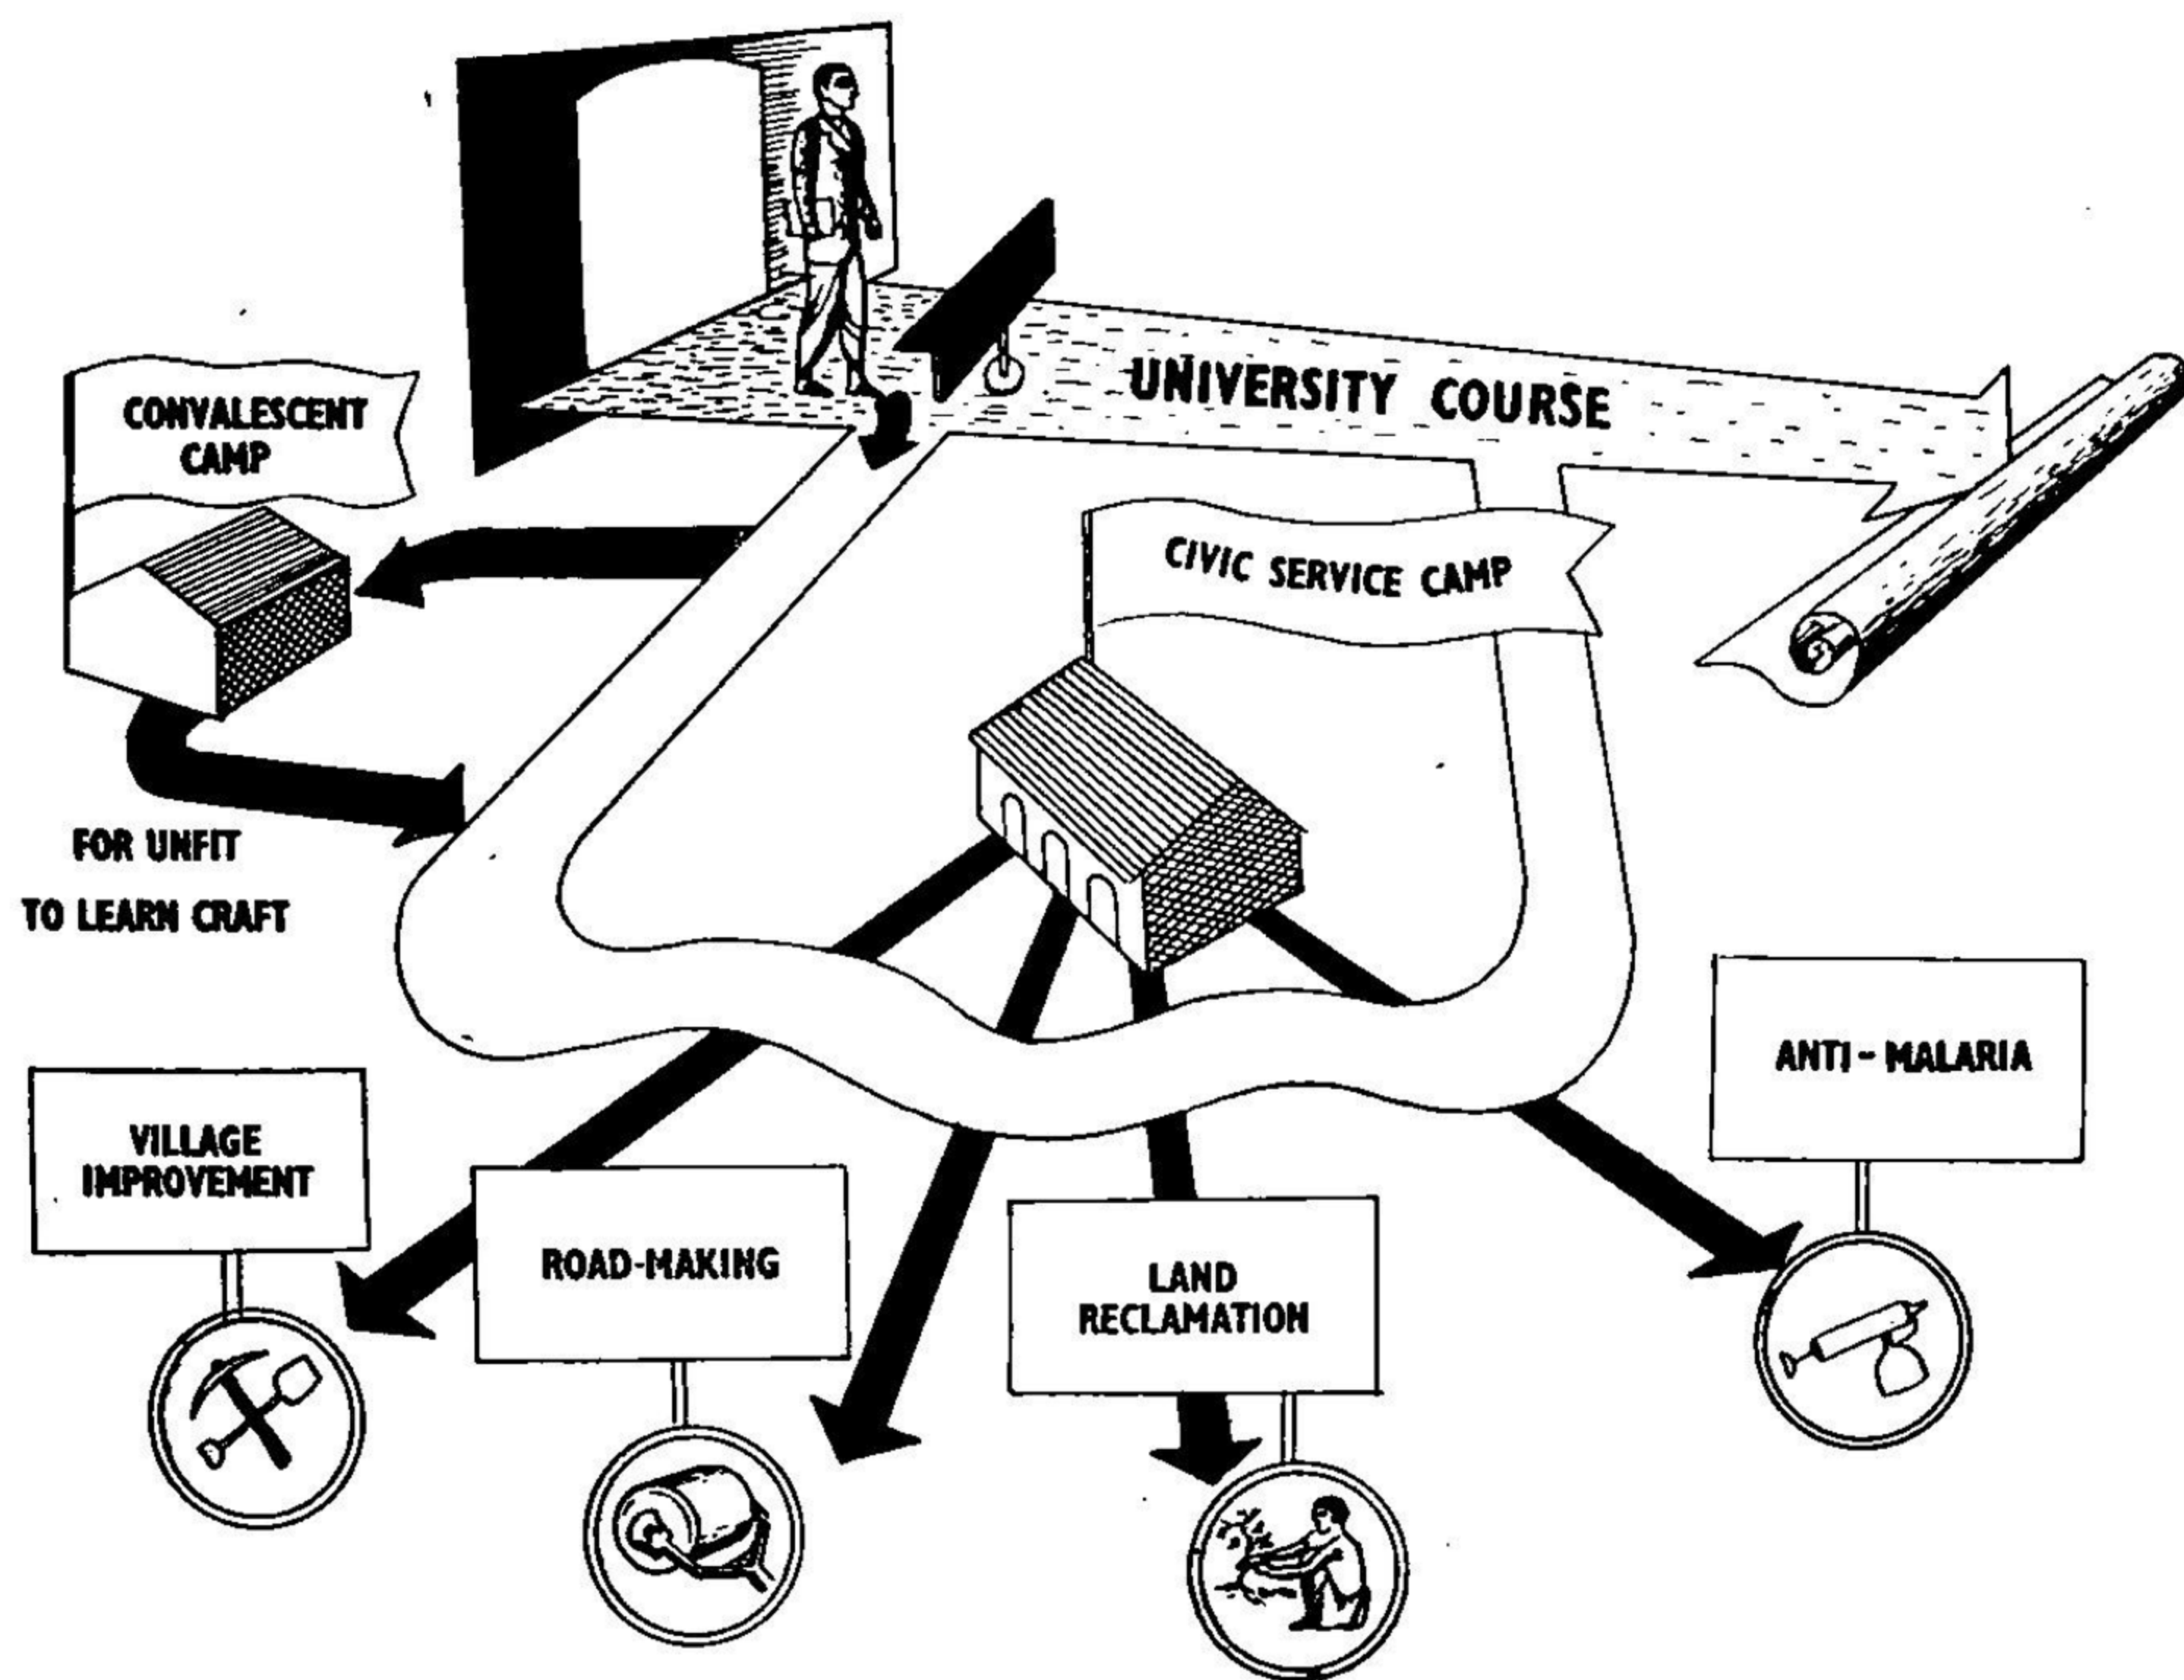 UNIVERSITY COURSE
CONVALESCENT
CAMP
CIVIC SERVICE CAMP
FOR UNFIT
TO LEARN CRAFT
ANTI - MALARIA
VILLAGE
IMPROVEMENT
ROAD-MAKING
LAND
RECLAMATION